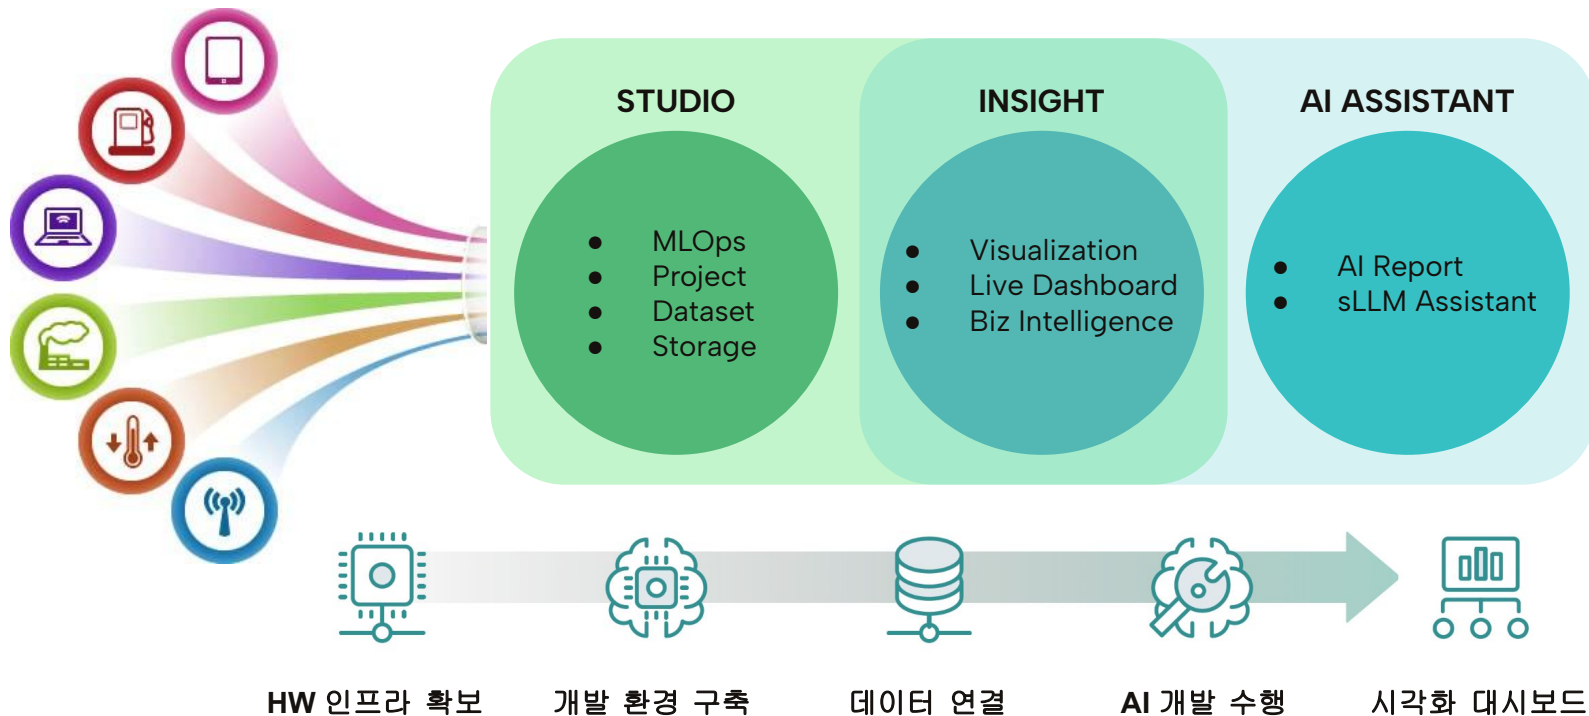 STUDIO
INSIGHT
AI ASSISTANT
● MLOps
● Project
● Dataset
● Storage
● Visualization
● Live Dashboard
● Biz Intelligence
● AI Report
● sLLM Assistant
HW 인프라 확보
개발 환경 구축
데이터 연결
AI 개발 수행
시각화 대시보드